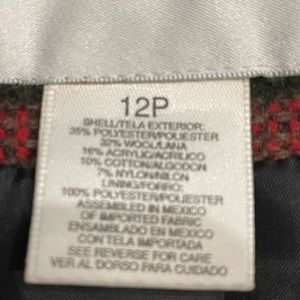 12P
SHELL/TELA EXTERIOR:
35% POLYESTER/POLIESTER
32% WOOL/LANA
16% ACRYLIC/ACRILICO
10% COTTON/ALGODON
7% NYLON/NILON
LINING/FORRO:
100% POLYESTER/POLIESTER
ASSEMBLED IN MEXICO
OF IMPORTED FABRIC
ENSAMBLADO EN MEXICO
CON TELA IMPORTADA
SEE REVERSE FOR CARE
VER AL DORSO PARA CUIDADO